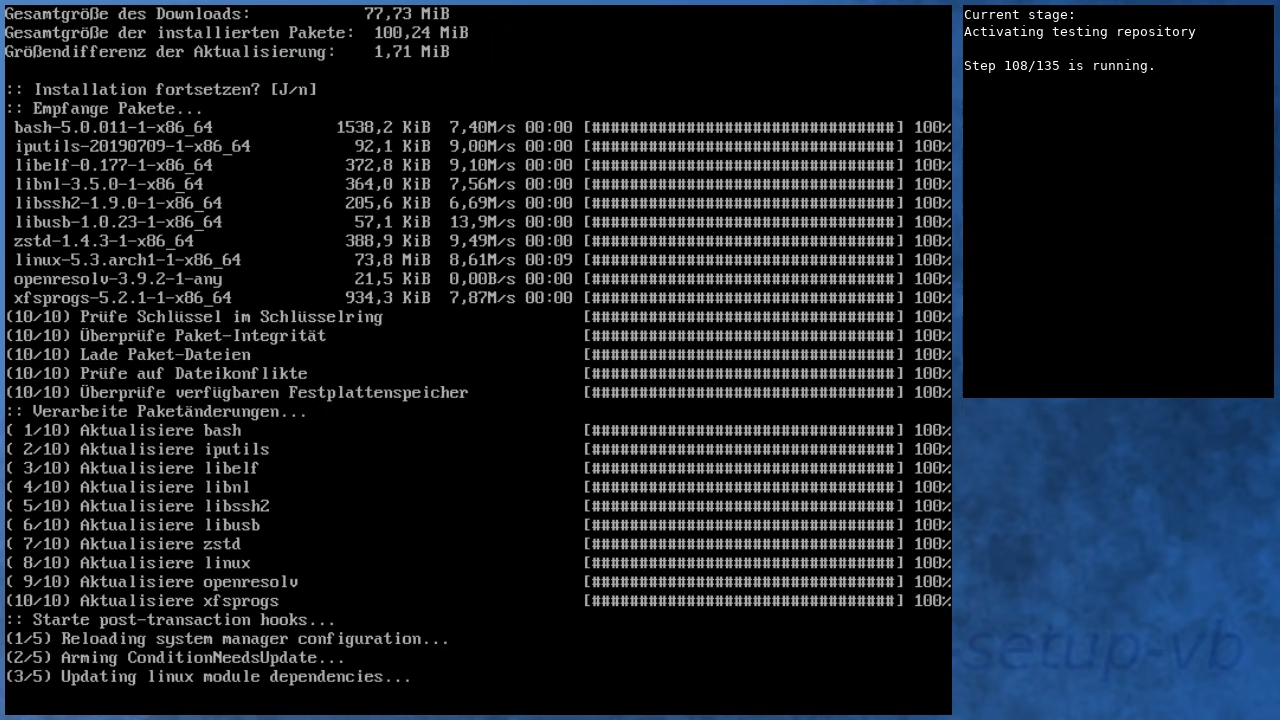 Gesamtgröße des Downloads: 77,73 MiB
Gesamtgröße der installierten Pakete: 100,24 MiB
Größendifferenz der Aktualisierung: 1,71 MiB
:: Installation fortsetzen? [J/n]
:: Empfange Pakete...
bash-5.0.011-1-x86_64 1538,2 KiB 7,40M/s 00:00 [################################] 100%
iputils-20190709-1-x86_64 92,1 KiB 9,00M/s 00:00 [################################] 100%
libelf-0.177-1-x86_64 372,8 KiB 9,10M/s 00:00 [################################] 100%
libnl-3.5.0-1-x86_64 364,0 KiB 7,56M/s 00:00 [################################] 100%
libssh2-1.9.0-1-x86_64 205,6 KiB 6,69M/s 00:00 [################################] 100%
libusb-1.0.23-1-x86_64 57,1 KiB 13,9M/s 00:00 [################################] 100%
zstd-1.4.3-1-x86_64 388,9 KiB 9,49M/s 00:00 [################################] 100%
linux-5.3.arch1-1-x86_64 73,8 MiB 8,61M/s 00:09 [################################] 100%
openresolv-3.9.2-1-any 21,5 KiB 0,00B/s 00:00 [################################] 100%
xfsprogs-5.2.1-1-x86_64 934,3 KiB 7,87M/s 00:00 [################################] 100%
(10/10) Prüfe Schlüssel im Schlüsselring [################################] 100%
(10/10) Überprüfe Paket-Integrität [################################] 100%
(10/10) Lade Paket-Dateien [################################] 100%
(10/10) Prüfe auf Dateikonflikte [################################] 100%
(10/10) Überprüfe verfügbaren Festplattenspeicher [################################] 100%
:: Verarbeite Paketänderungen...
( 1/10) Aktualisiere bash [################################] 100%
( 2/10) Aktualisiere iputils [################################] 100%
( 3/10) Aktualisiere libelf [################################] 100%
( 4/10) Aktualisiere libnl [################################] 100%
( 5/10) Aktualisiere libssh2 [################################] 100%
( 6/10) Aktualisiere libusb [################################] 100%
( 7/10) Aktualisiere zstd [################################] 100%
( 8/10) Aktualisiere linux [################################] 100%
( 9/10) Aktualisiere openresolv [################################] 100%
(10/10) Aktualisiere xfsprogs [################################] 100%
:: Starte post-transaction hooks...
(1/5) Reloading system manager configuration...
(2/5) Arming ConditionNeedsUpdate...
(3/5) Updating linux module dependencies...
Current stage:
Activating testing repository
Step 108/135 is running.
setup-vb